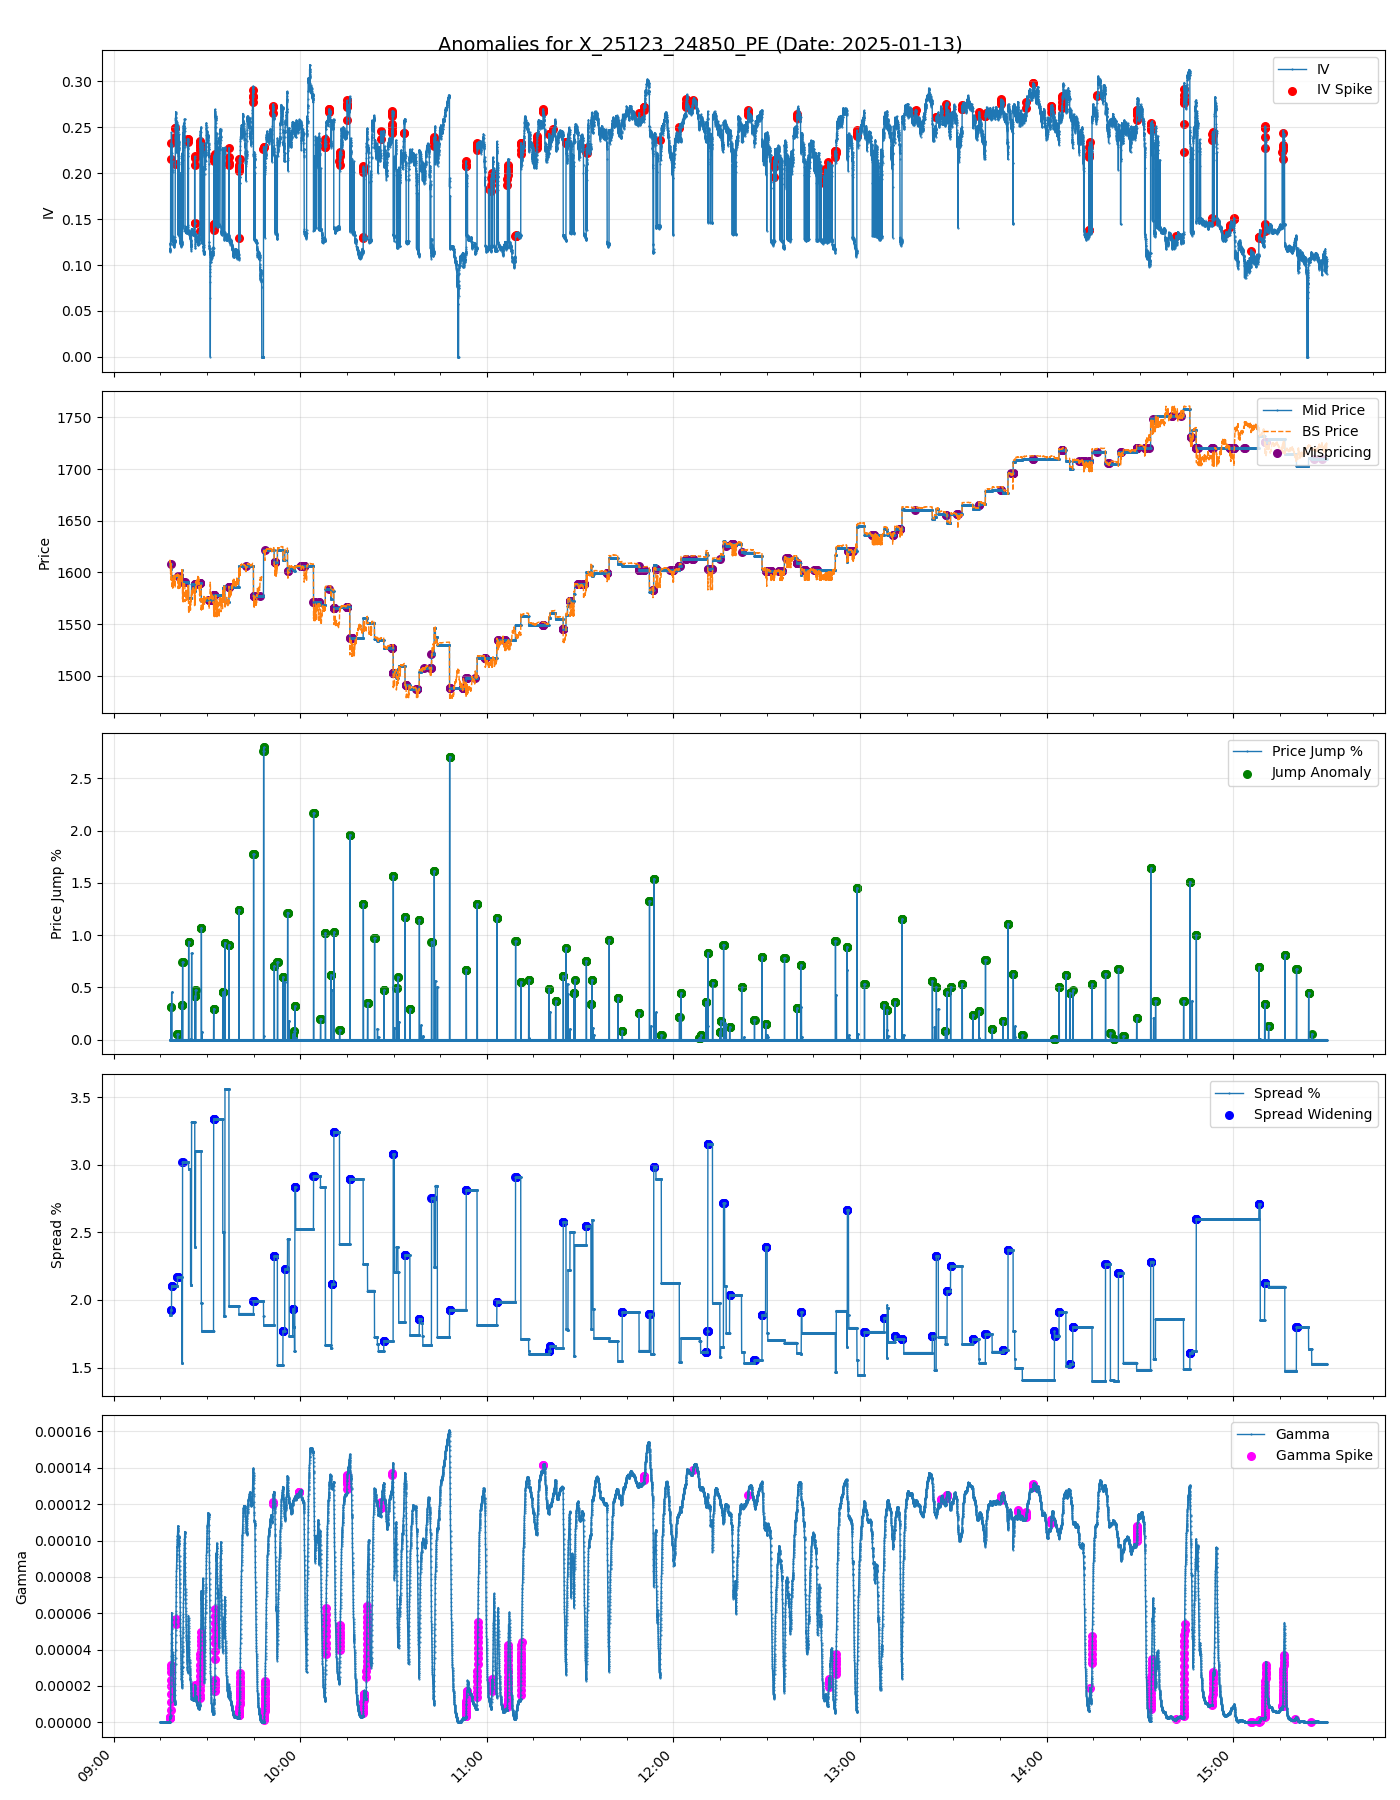 Anomalies for X_25123_24850_PE (Date: 2025-01-13)
IV
IV Spike
0.30
0.25
0.20
0.15
0.10
0.05
0.00
IV
Mid Price
BS Price
Mispricing
1750
1700
1650
1600
1550
1500
Price
Price Jump %
Jump Anomaly
2.5
2.0
1.5
1.0
0.5
0.0
Price Jump %
Spread %
Spread Widening
3.5
3.0
2.5
2.0
1.5
Spread %
Gamma
Gamma Spike
0.00016
0.00014
0.00012
0.00010
0.00008
0.00006
0.00004
0.00002
0.00000
Gamma
09:00
10:00
11:00
12:00
13:00
14:00
15:00